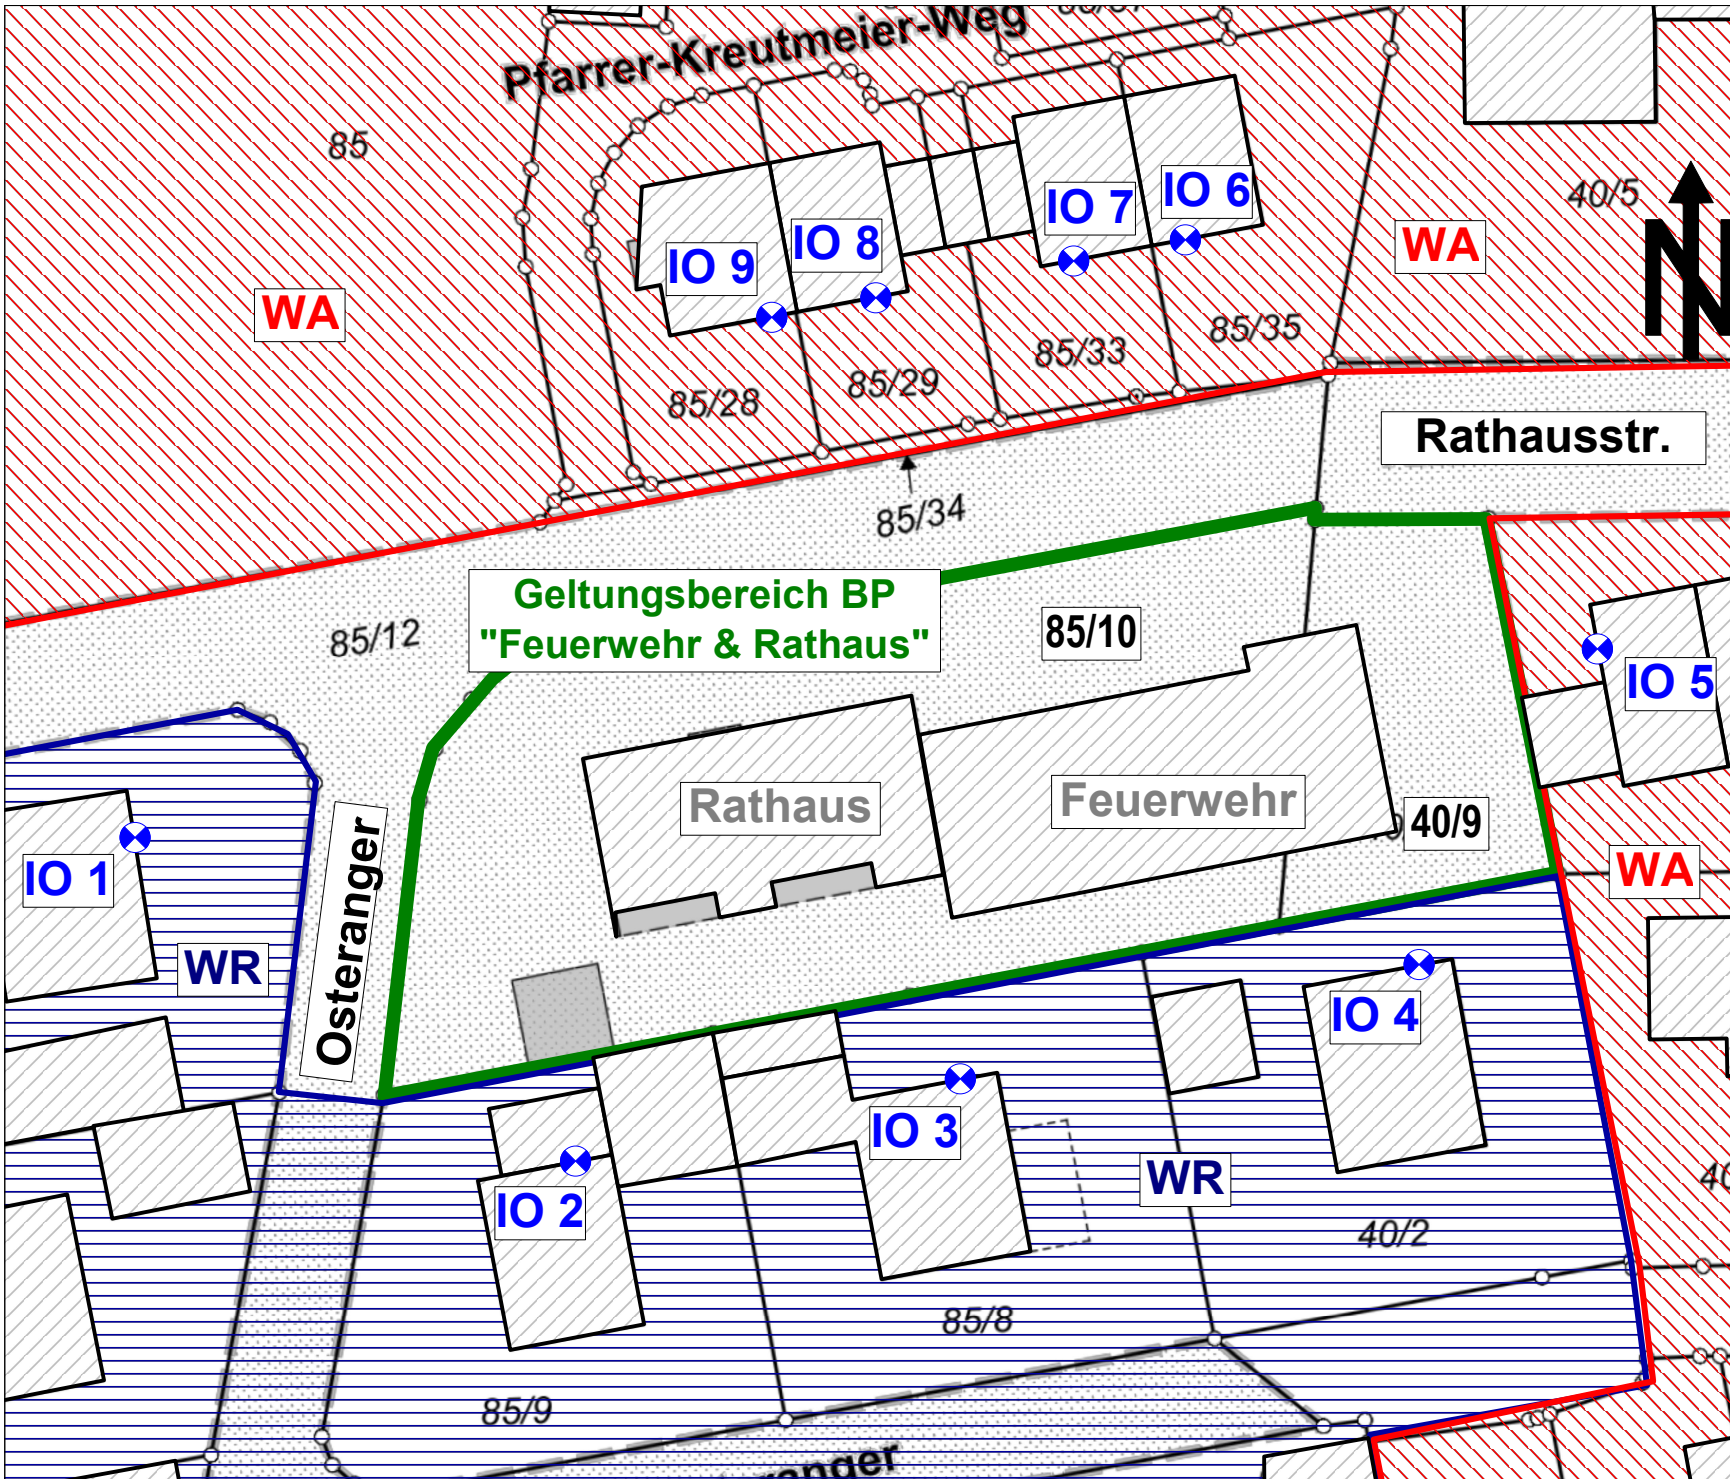 Pfarrer-Kreutmeier-Weg
85
40/5
IO 6
IO 7
IO 8
IO 9
WA
WA
N
85/35
85/33
85/29
85/28
Rathausstr.
85/34
Geltungsbereich BP
"Feuerwehr & Rathaus"
85/12
85/10
IO 5
Rathaus
Feuerwehr
40/9
IO 1
WA
WR
Osteranger
IO 4
IO 3
WR
IO 2
40/2
85/8
85/9